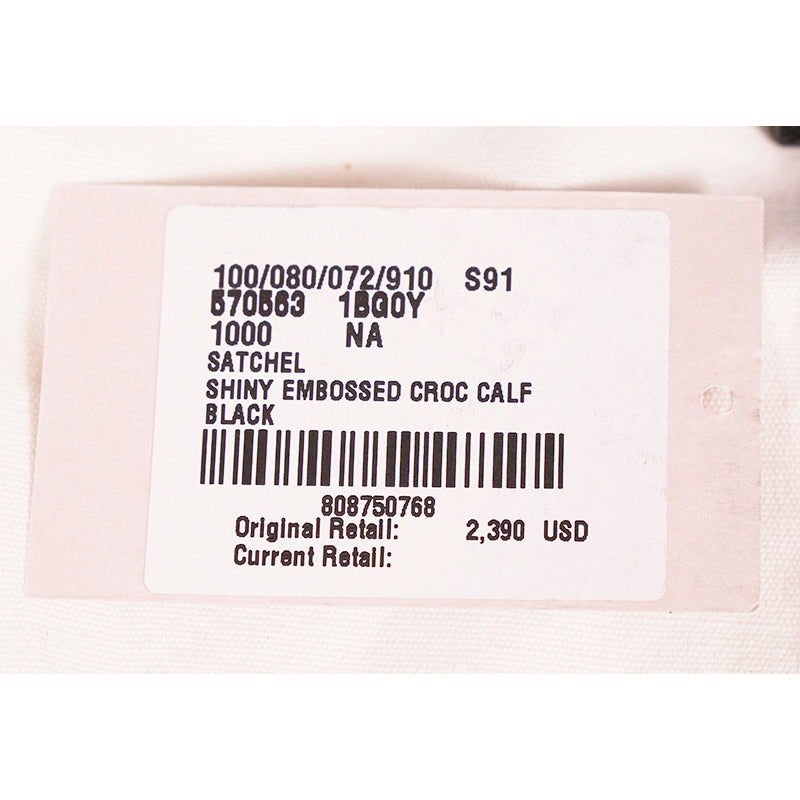 100/080/072/910 S91
570563 1BG0Y
1000 NA
SATCHEL
SHINY EMBOSSED CROC CALF
BLACK
808750768
Original Retail: 2,390 USD
Current Retail: